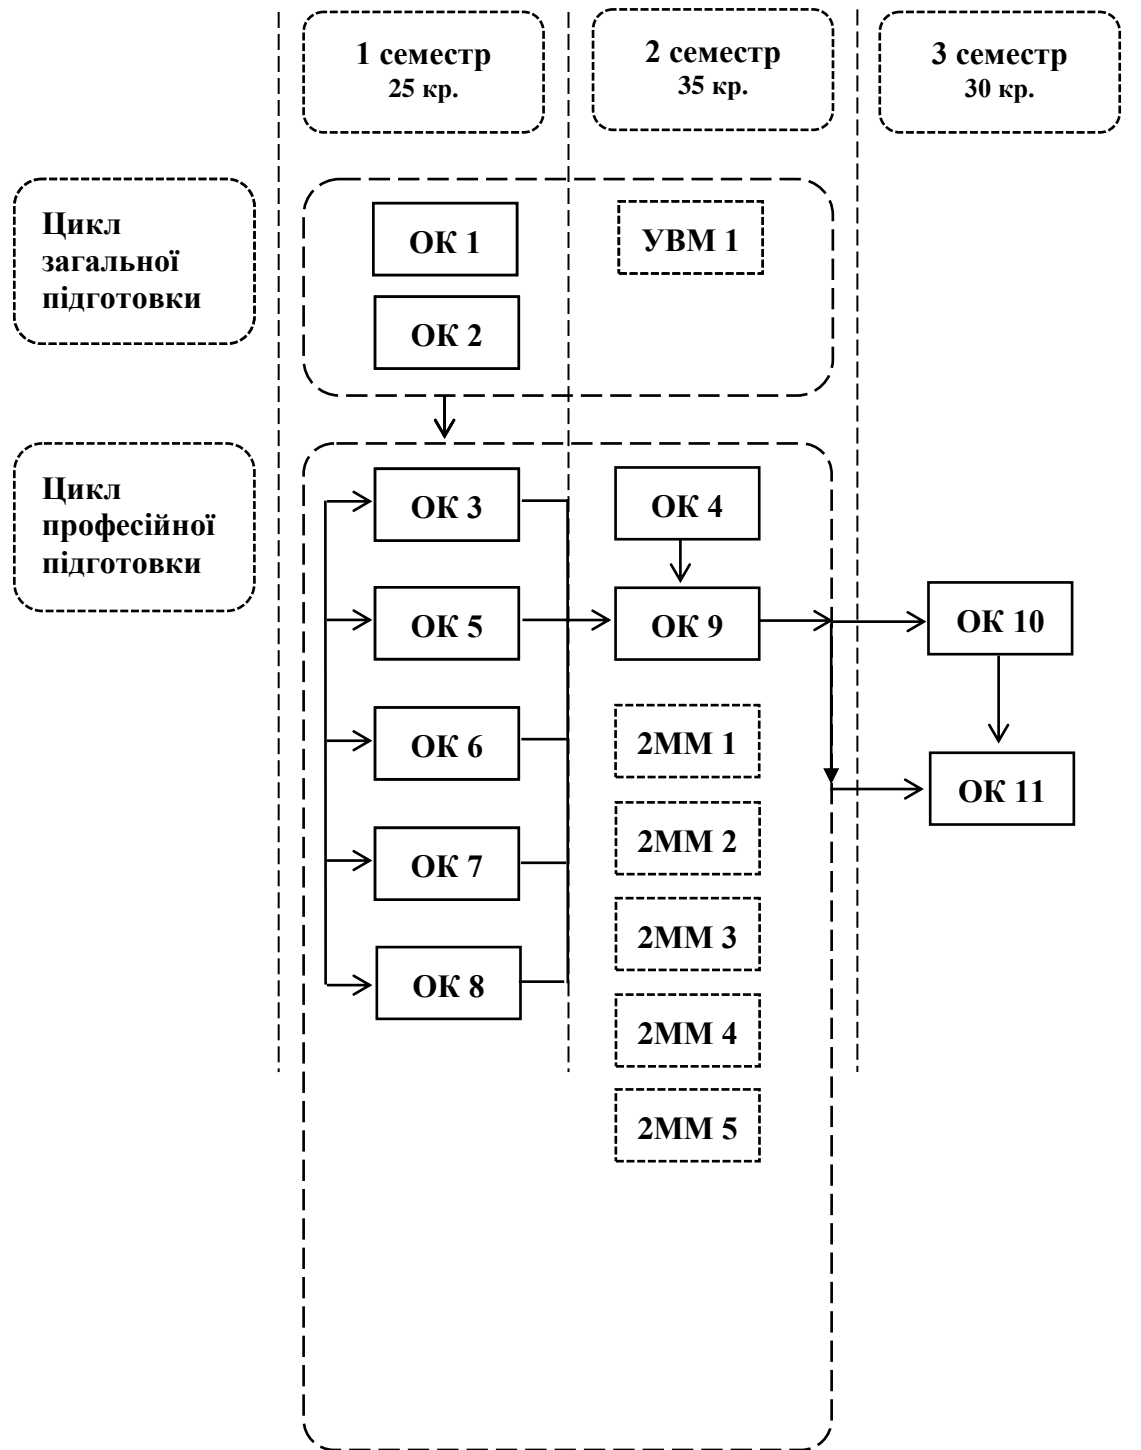 1 семестр
25 кр.
2 семестр
35 кр.
3 семестр
30 кр.
Цикл
загальної
підготовки
ОК 1
УВМ 1
ОК 2
Цикл
професійної
підготовки
ОК 3
ОК 4
ОК 5
ОК 9
ОК 10
ОК 6
2ММ 1
ОК 11
2ММ 2
ОК 7
2ММ 3
ОК 8
2ММ 4
2ММ 5